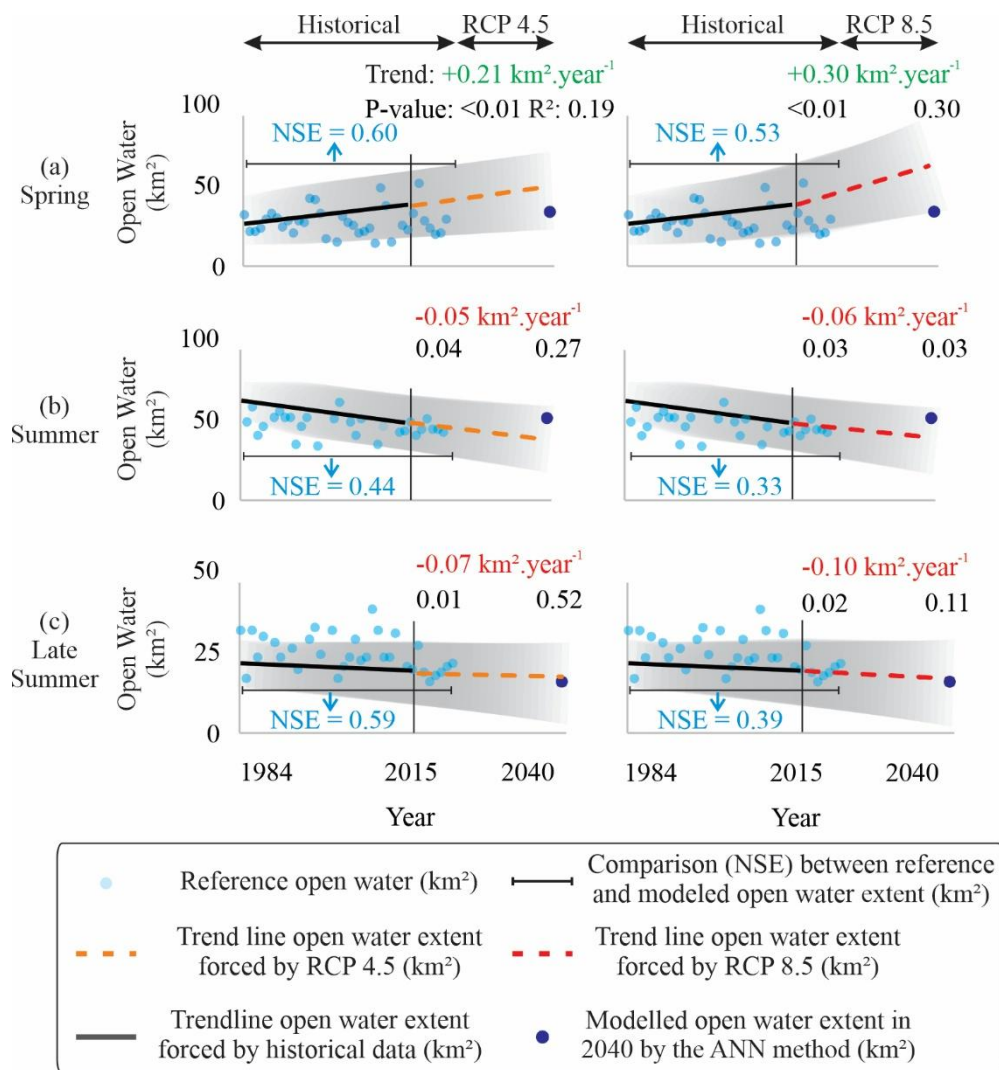 Historical RCP 4.5 Historical RCP 8.5
Trend: +0.21 km².year⁻¹ +0.30 km².year⁻¹
P-value: <0.01 R²: 0.19 <0.01 0.30
(a)
Spring
Open Water
(km²)
100
50
0
NSE = 0.60
NSE = 0.53
-0.05 km².year⁻¹ -0.06 km².year⁻¹
0.04 0.27 0.03 0.03
(b)
Summer
Open Water
(km²)
100
50
0
NSE = 0.44
NSE = 0.33
-0.07 km².year⁻¹ -0.10 km².year⁻¹
0.01 0.52 0.02 0.11
(c)
Late
Summer
Open Water
(km²)
50
25
0
NSE = 0.59
NSE = 0.39
1984 2015 2040 1984 2015 2040
Year Year
Reference open water (km²)
Comparison (NSE) between reference
and modeled open water extent (km²)
Trend line open water extent
forced by RCP 4.5 (km²)
Trend line open water extent
forced by RCP 8.5 (km²)
Trendline open water extent
forced by historical data (km²)
Modelled open water extent in
2040 by the ANN method (km²)